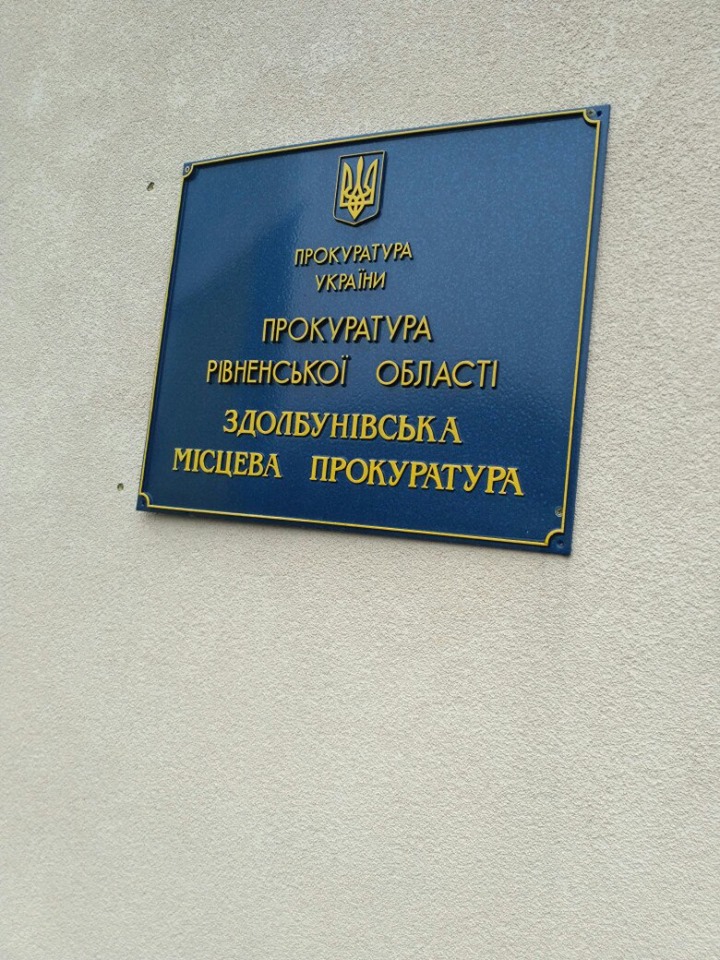 ПРОКУРАТУРА
УКРАЇНИ
ПРОКУРАТУРА
РІВНЕНСЬКОЇ ОБЛАСТІ
ЗДОЛБУНІВСЬКА
МІСЦЕВА ПРОКУРАТУРА